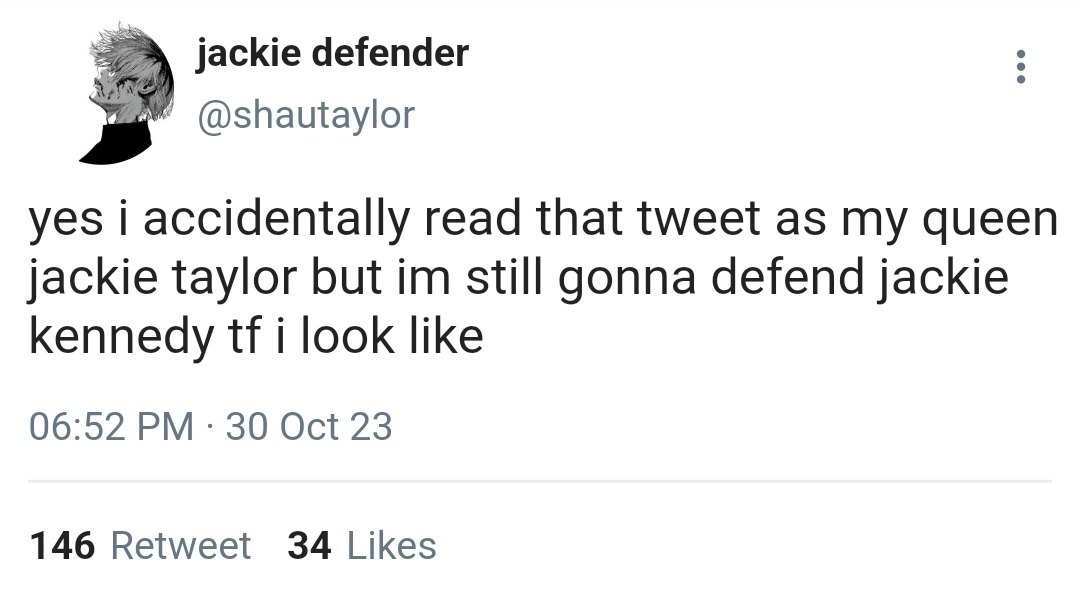 jackie defender
@shautaylor
yes i accidentally read that tweet as my queen
jackie taylor but im still gonna defend jackie
kennedy tf i look like
06:52 PM · 30 Oct 23
146 Retweet 34 Likes